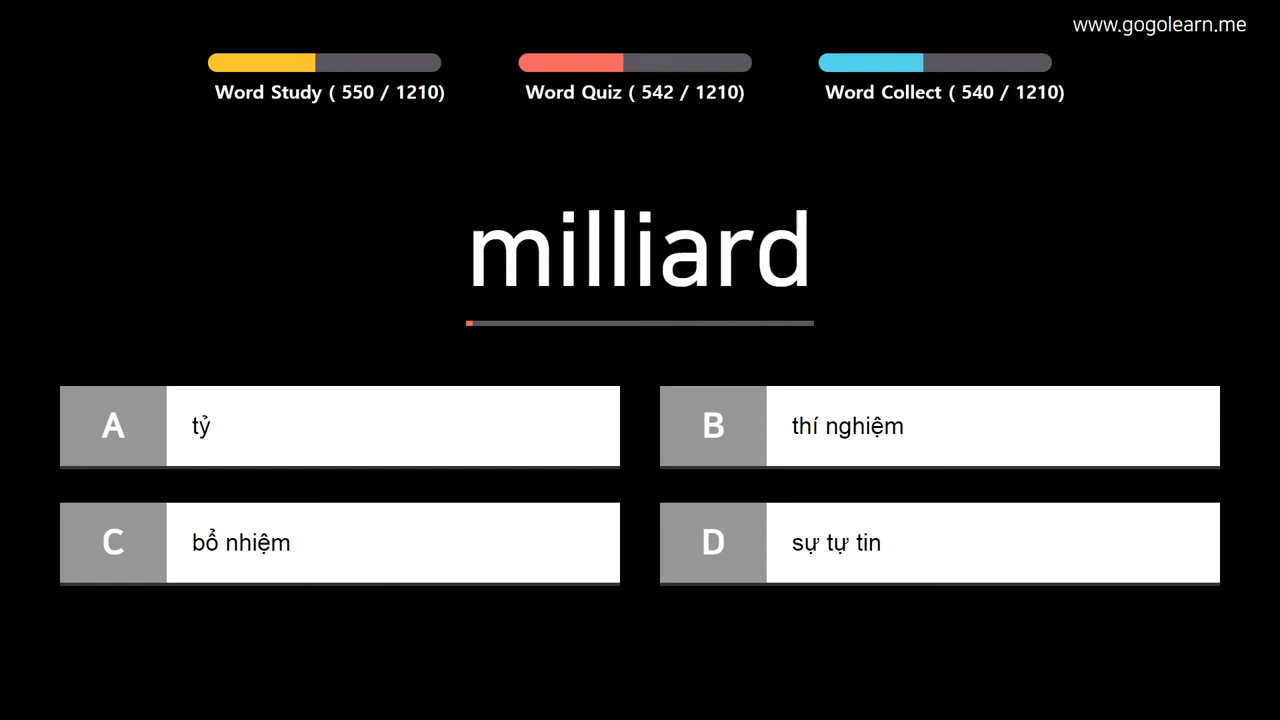 www.gogolearn.me
Word Study ( 550 / 1210)
Word Quiz ( 542 / 1210)
Word Collect ( 540 / 1210)
milliard
A tỷ
B thí nghiệm
C bổ nhiệm
D sự tự tin